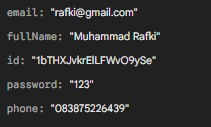 email: "rafki@gmail.com"
fullName: "Muhammad Rafki"
id: "1bTHXJvkrElLFWvO9ySe"
password: "123"
phone: "083875226439"